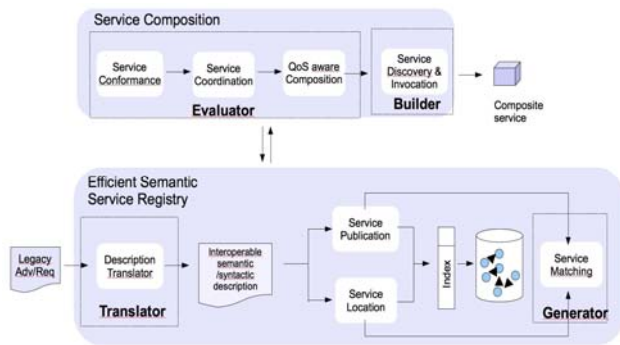 Service Composition
Service
Conformance
Service
Coordination
QoS aware
Composition
Evaluator
Service
Discovery &
Invocation
Builder
Composite
service
Efficient Semantic
Service Registry
Legacy
Adv/Req
Description
Translator
Translator
Interoperable
semantic
/syntactic
description
Service
Publication
Service
Location
Index
Service
Matching
Generator